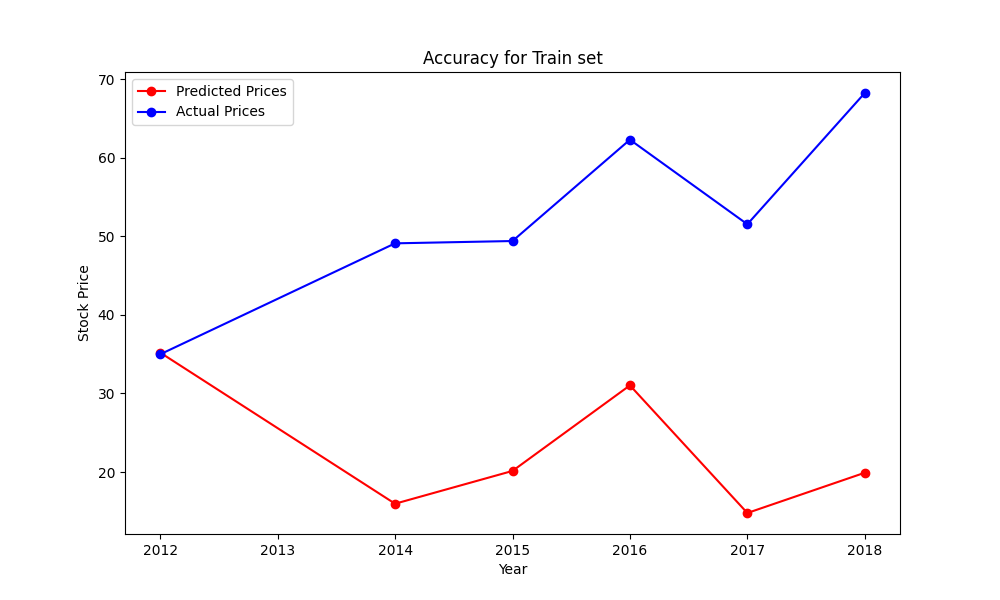 Accuracy for Train set
Predicted Prices
Actual Prices
70
60
50
40
30
20
Stock Price
2012 2013 2014 2015 2016 2017 2018
Year